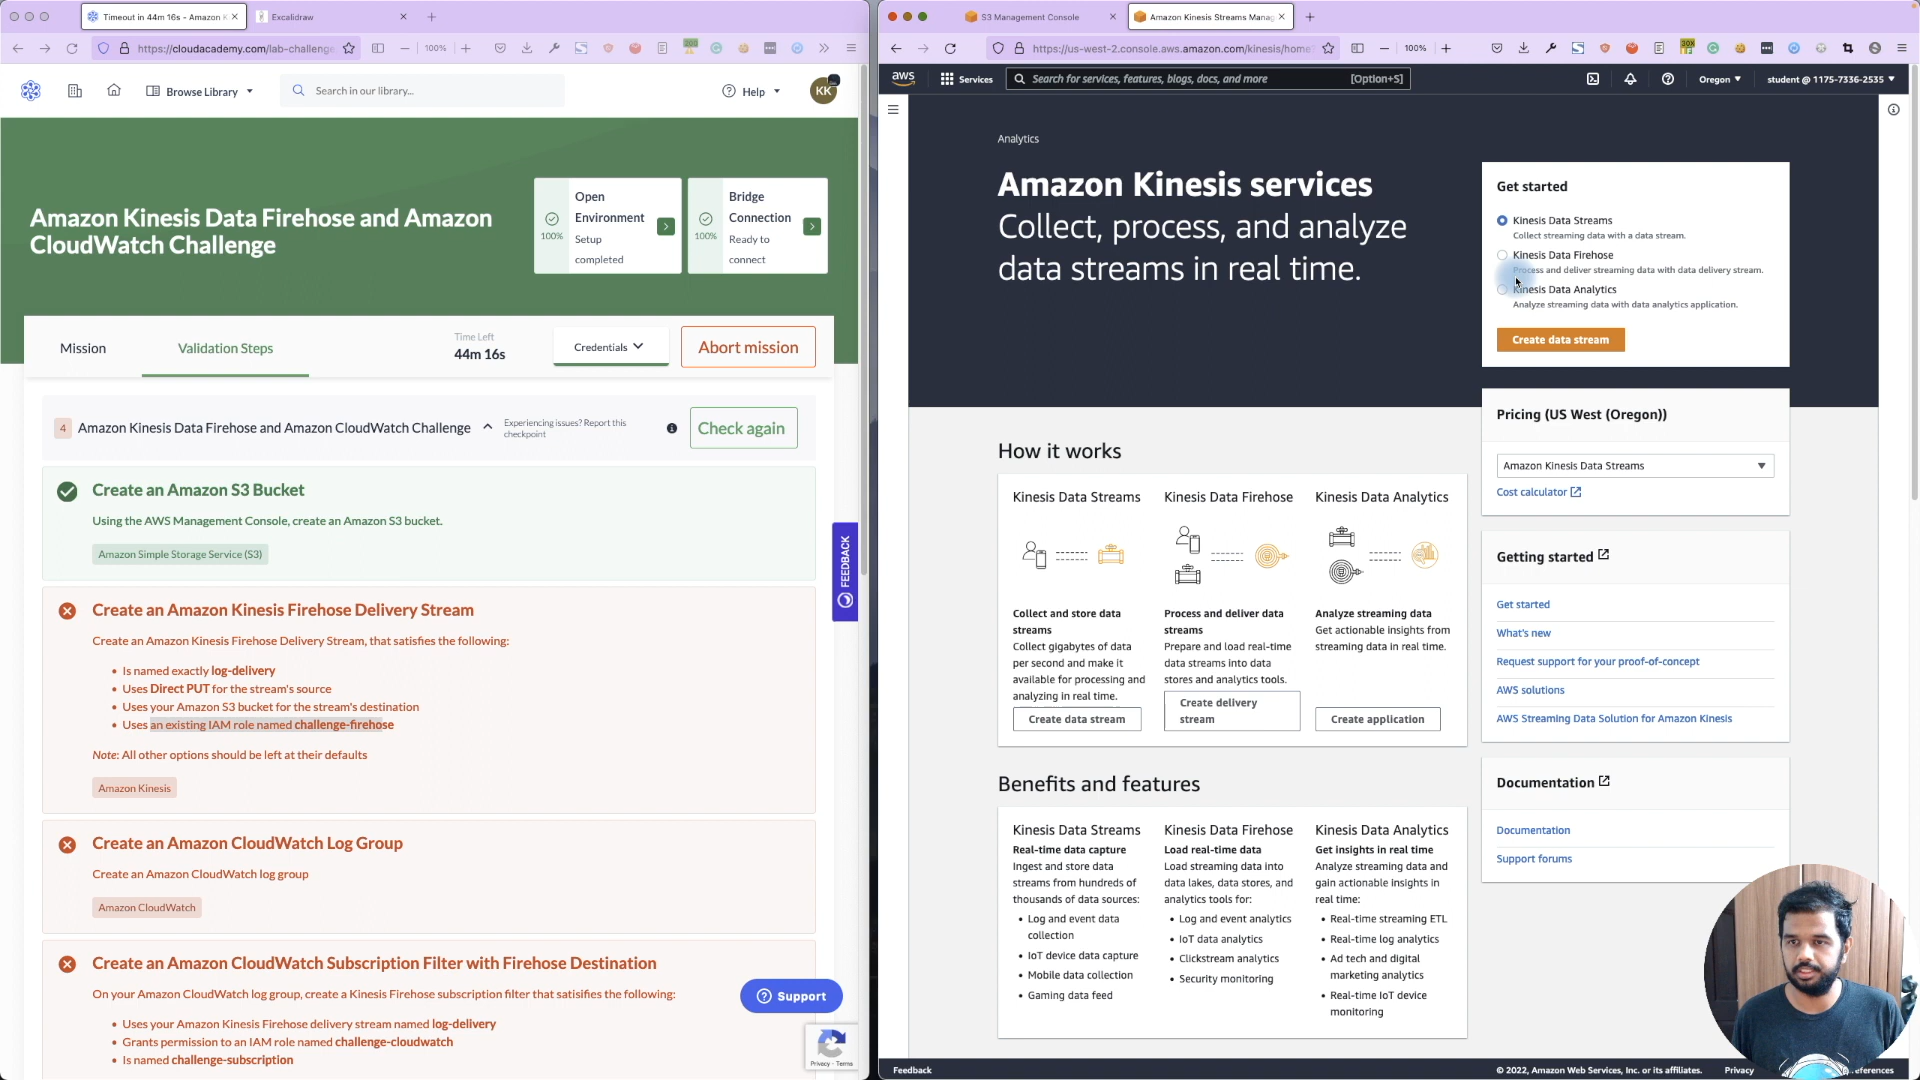 Timeout in 44m 16s - Amazon K
Excalidraw
https://cloudacademy.com/lab-challenge
100%
Browse Library
Search in our library...
Help
KK
Amazon Kinesis Data Firehose and Amazon
CloudWatch Challenge
100%
Open
Environment
Setup
completed
100%
Bridge
Connection
Ready to
connect
Mission
Validation Steps
Time Left
44m 16s
Credentials
Abort mission
4
Amazon Kinesis Data Firehose and Amazon CloudWatch Challenge
Experiencing issues? Report this
checkpoint
Check again
Create an Amazon S3 Bucket
Using the AWS Management Console, create an Amazon S3 bucket.
Amazon Simple Storage Service (S3)
FEEDBACK
Create an Amazon Kinesis Firehose Delivery Stream
Create an Amazon Kinesis Firehose Delivery Stream, that satisfies the following:
• Is named exactly log-delivery
• Uses Direct PUT for the stream's source
• Uses your Amazon S3 bucket for the stream's destination
• Uses an existing IAM role named challenge-firehose
Note: All other options should be left at their defaults
Amazon Kinesis
Create an Amazon CloudWatch Log Group
Create an Amazon CloudWatch log group
Amazon CloudWatch
Create an Amazon CloudWatch Subscription Filter with Firehose Destination
On your Amazon CloudWatch log group, create a Kinesis Firehose subscription filter that satisifies the following:
• Uses your Amazon Kinesis Firehose delivery stream named log-delivery
• Grants permission to an IAM role named challenge-cloudwatch
• Is named challenge-subscription
Support
Privacy - Terms
S3 Management Console
Amazon Kinesis Streams Manag
https://us-west-2.console.aws.amazon.com/kinesis/home
100%
aws
Services
Search for services, features, blogs, docs, and more
[Option+S]
Oregon
student @ 1175-7336-2535
Analytics
Amazon Kinesis services
Collect, process, and analyze
data streams in real time.
Get started
Kinesis Data Streams
Collect streaming data with a data stream.
Kinesis Data Firehose
Process and deliver streaming data with data delivery stream.
Kinesis Data Analytics
Analyze streaming data with data analytics application.
Create data stream
Pricing (US West (Oregon))
Amazon Kinesis Data Streams
Cost calculator
Getting started
Get started
What's new
Request support for your proof-of-concept
AWS solutions
AWS Streaming Data Solution for Amazon Kinesis
Documentation
Documentation
Support forums
How it works
Kinesis Data Streams
Collect and store data
streams
Collect gigabytes of data
per second and make it
available for processing and
analyzing in real time.
Create data stream
Kinesis Data Firehose
Process and deliver data
streams
Prepare and load real-time
data streams into data
stores and analytics tools.
Create delivery
stream
Kinesis Data Analytics
Analyze streaming data
Get actionable insights from
streaming data in real time.
Create application
Benefits and features
Kinesis Data Streams
Real-time data capture
Ingest and store data
streams from hundreds of
thousands of data sources:
• Log and event data
collection
• IoT device data capture
• Mobile data collection
• Gaming data feed
Kinesis Data Firehose
Load real-time data
Load streaming data into
data lakes, data stores, and
analytics tools for:
• Log and event analytics
• IoT data analytics
• Clickstream analytics
• Security monitoring
Kinesis Data Analytics
Get insights in real time
Analyze streaming data and
gain actionable insights in
real time:
• Real-time streaming ETL
• Real-time log analytics
• Ad tech and digital
marketing analytics
• Real-time IoT device
monitoring
Feedback
© 2022, Amazon Web Services, Inc. or its affiliates.
Privacy